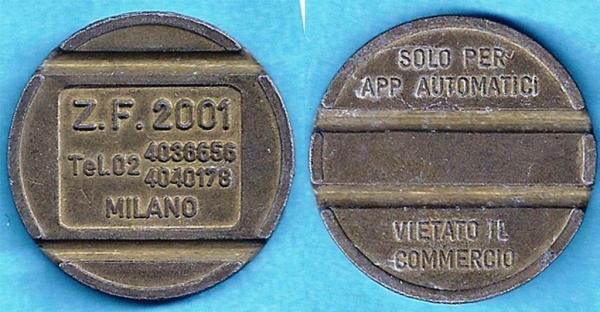 Z.F. 2001
Tel.02 4036656
4040178
MILANO
SOLO PER
APP AUTOMATICI
VIETATO IL
COMMERCIO